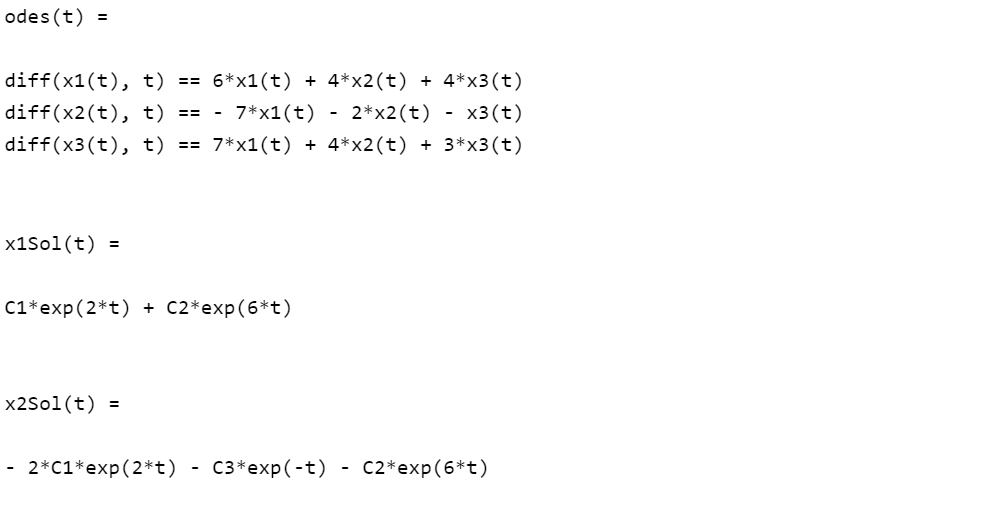 odes(t) =
diff(x1(t), t) == 6*x1(t) + 4*x2(t) + 4*x3(t)
diff(x2(t), t) == - 7*x1(t) - 2*x2(t) - x3(t)
diff(x3(t), t) == 7*x1(t) + 4*x2(t) + 3*x3(t)
x1Sol(t) =
C1*exp(2*t) + C2*exp(6*t)
x2Sol(t) =
- 2*C1*exp(2*t) - C3*exp(-t) - C2*exp(6*t)